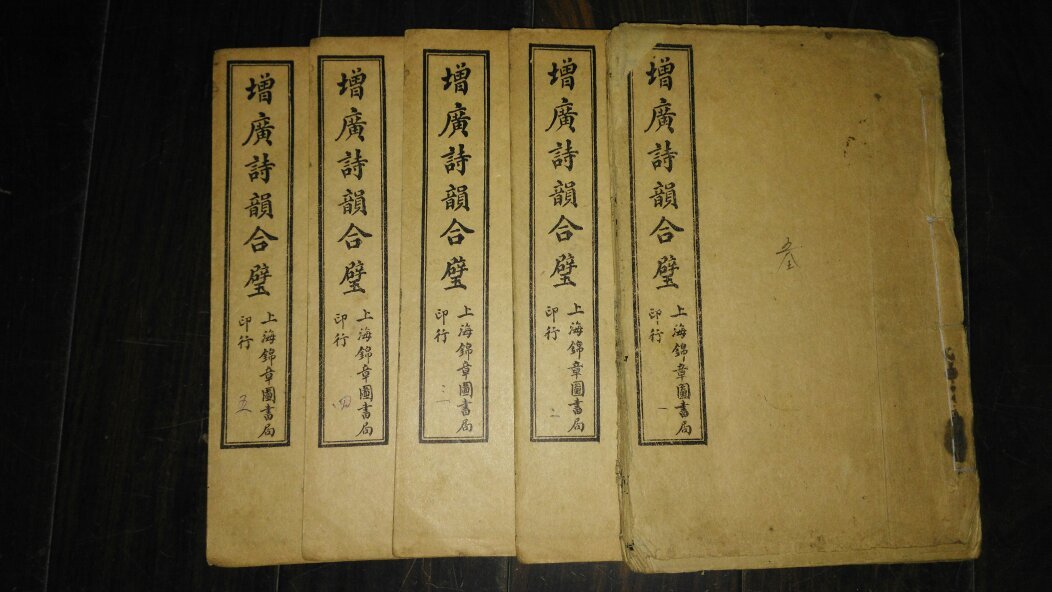 增廣詩韻合璧
上海錦章圖書局
印行
一
增廣詩韻合璧
上海錦章圖書局
印行
二
增廣詩韻合璧
上海錦章圖書局
印行
三
增廣詩韻合璧
上海錦章圖書局
印行
四
增廣詩韻合璧
上海錦章圖書局
印行
五